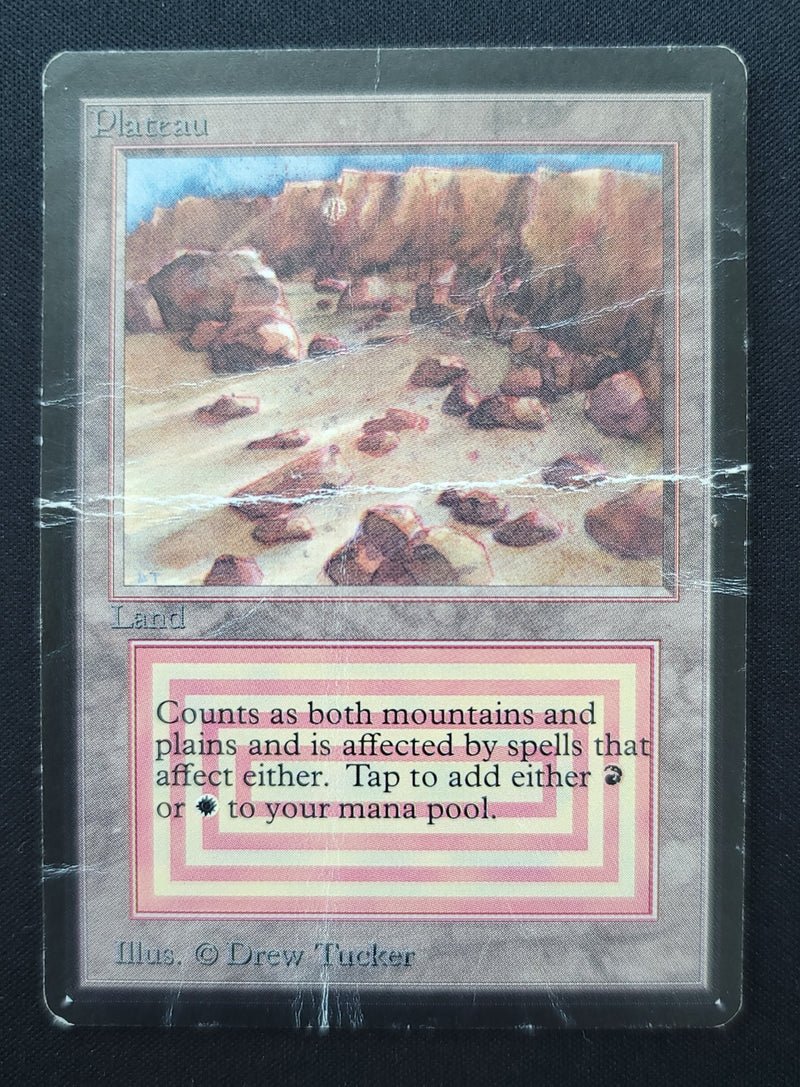 Plateau
DT
Land
Counts as both mountains and
plains and is affected by spells that
affect either. Tap to add either
or to your mana pool.
Illus. © Drew Tucker